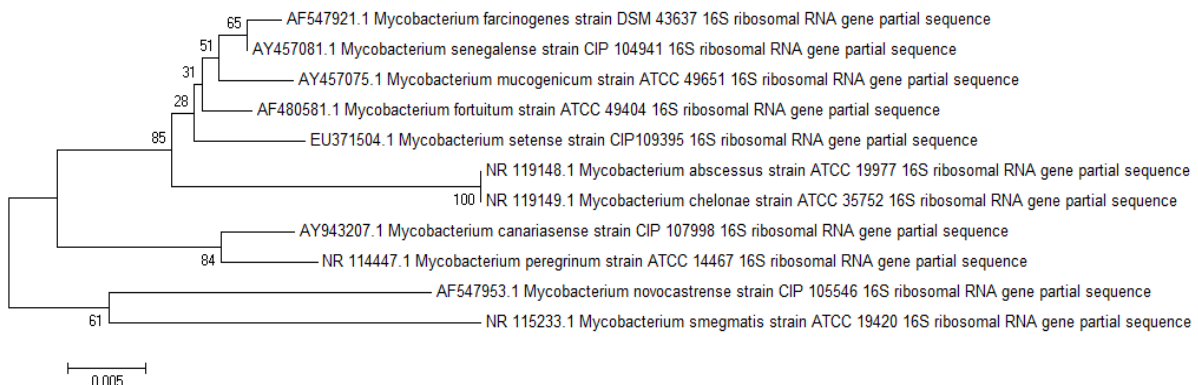 65
AF547921.1 Mycobacterium farcinogenes strain DSM 43637 16S ribosomal RNA gene partial sequence
51
AY457081.1 Mycobacterium senegalense strain CIP 104941 16S ribosomal RNA gene partial sequence
31
AY457075.1 Mycobacterium mucogenicum strain ATCC 49651 16S ribosomal RNA gene partial sequence
28
AF480581.1 Mycobacterium fortuitum strain ATCC 49404 16S ribosomal RNA gene partial sequence
85
EU371504.1 Mycobacterium setense strain CIP109395 16S ribosomal RNA gene partial sequence
NR 119148.1 Mycobacterium abscessus strain ATCC 19977 16S ribosomal RNA gene partial sequence
100
NR 119149.1 Mycobacterium chelonae strain ATCC 35752 16S ribosomal RNA gene partial sequence
AY943207.1 Mycobacterium canariasense strain CIP 107998 16S ribosomal RNA gene partial sequence
84
NR 114447.1 Mycobacterium peregrinum strain ATCC 14467 16S ribosomal RNA gene partial sequence
AF547953.1 Mycobacterium novocastrense strain CIP 105546 16S ribosomal RNA gene partial sequence
61
NR 115233.1 Mycobacterium smegmatis strain ATCC 19420 16S ribosomal RNA gene partial sequence
0.005